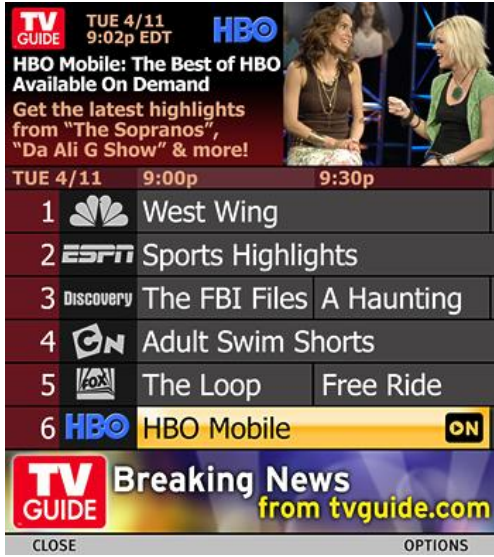 TV
GUIDE
TUE 4/11
9:02p EDT
HBO
HBO Mobile: The Best of HBO
Available On Demand
Get the latest highlights
from “The Sopranos”,
“Da Ali G Show” & more!
TUE 4/11 9:00p 9:30p
1 West Wing
2 ESPN Sports Highlights
3 Discovery The FBI Files A Haunting
4 CN Adult Swim Shorts
5 FOX The Loop Free Ride
6 HBO HBO Mobile ON
TV
GUIDE
Breaking News
from tvguide.com
CLOSE OPTIONS